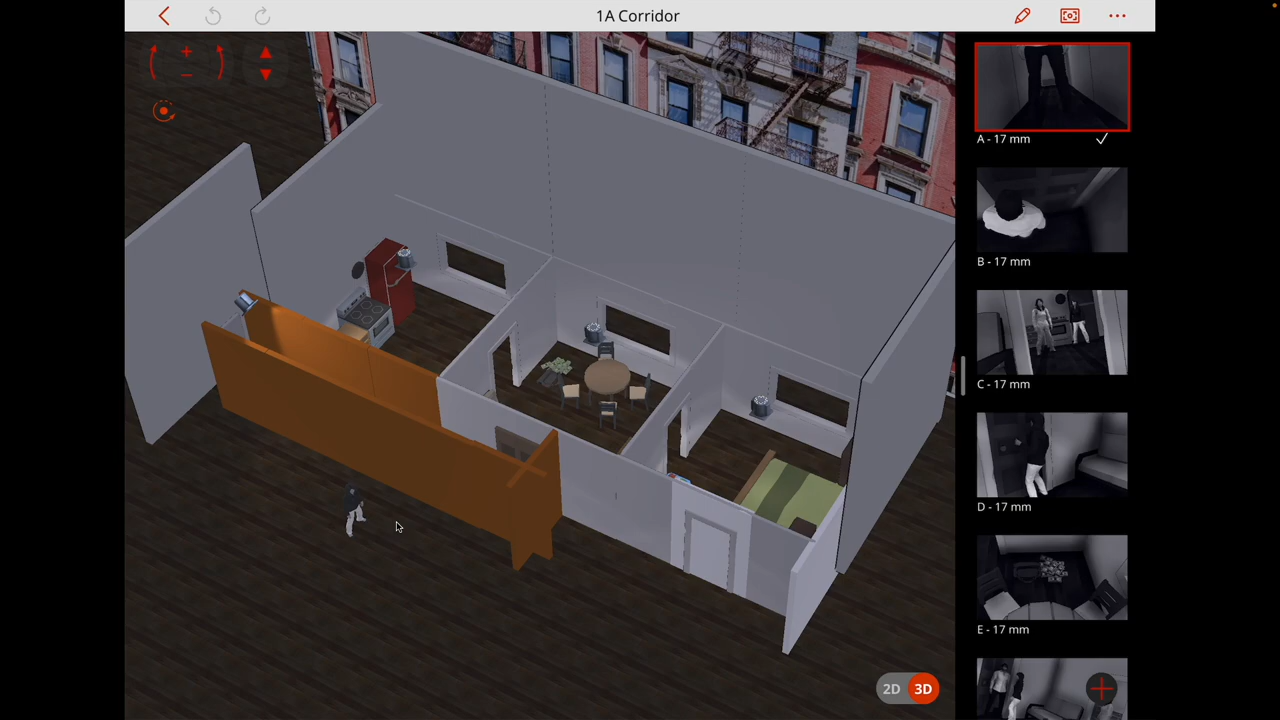 1A Corridor
A - 17 mm
B - 17 mm
C - 17 mm
D - 17 mm
E - 17 mm
2D
3D